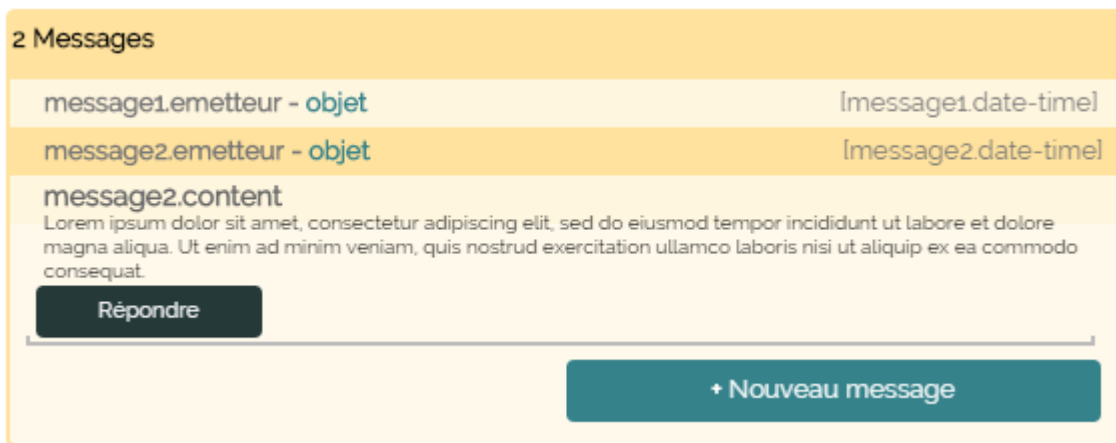 2 Messages
message1.emetteur - objet [message1.date-time]
message2.emetteur - objet [message2.date-time]
message2.content
Lorem ipsum dolor sit amet, consectetur adipiscing elit, sed do eiusmod tempor incididunt ut labore et dolore
magna aliqua. Ut enim ad minim veniam, quis nostrud exercitation ullamco laboris nisi ut aliquip ex ea commodo
consequat.
Répondre
+ Nouveau message